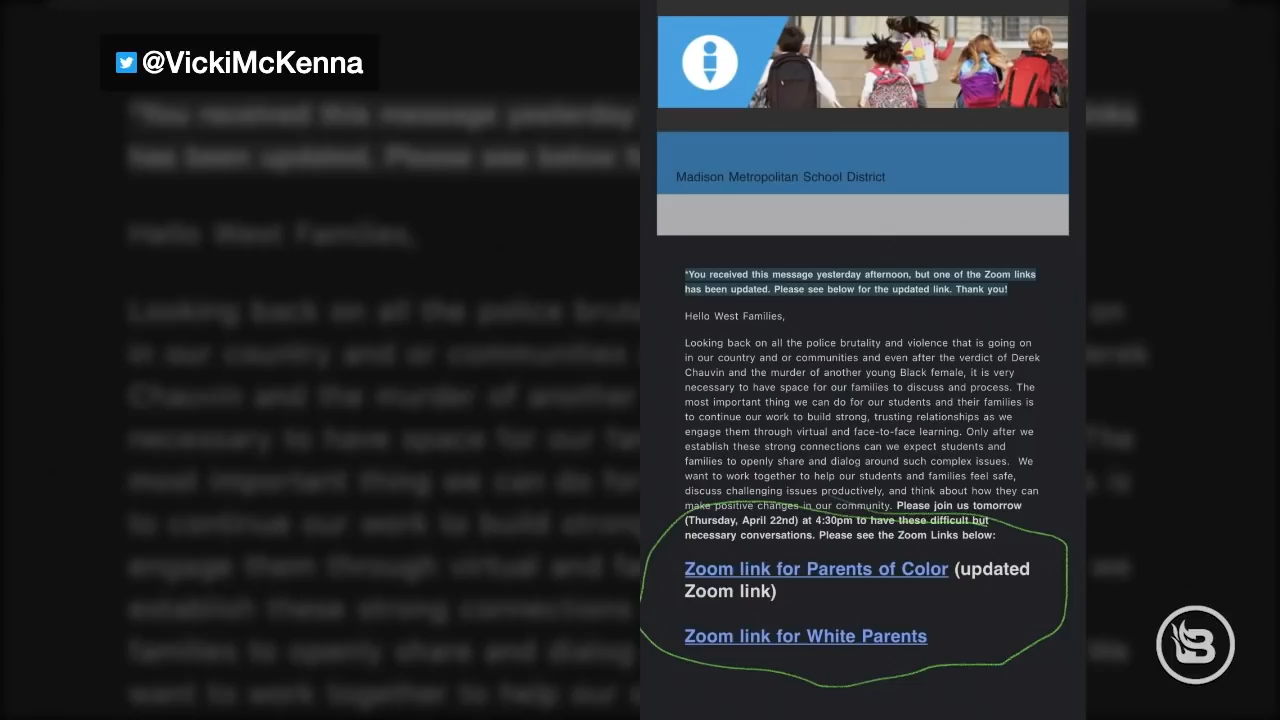 @VickiMcKenna
Madison Metropolitan School District
*You received this message yesterday afternoon, but one of the Zoom links
has been updated. Please see below for the updated link. Thank you!
Hello West Families,
Looking back on all the police brutality and violence that is going on
in our country and or communities and even after the verdict of Derek
Chauvin and the murder of another young Black female, it is very
necessary to have space for our families to discuss and process. The
most important thing we can do for our students and their families is
to continue our work to build strong, trusting relationships as we
engage them through virtual and face-to-face learning. Only after we
establish these strong connections can we expect students and
families to openly share and dialog around such complex issues. We
want to work together to help our students and families feel safe,
discuss challenging issues productively, and think about how they can
make positive changes in our community. Please join us tomorrow
(Thursday, April 22nd) at 4:30pm to have these difficult but
necessary conversations. Please see the Zoom Links below:
Zoom link for Parents of Color (updated
Zoom link)
Zoom link for White Parents
B